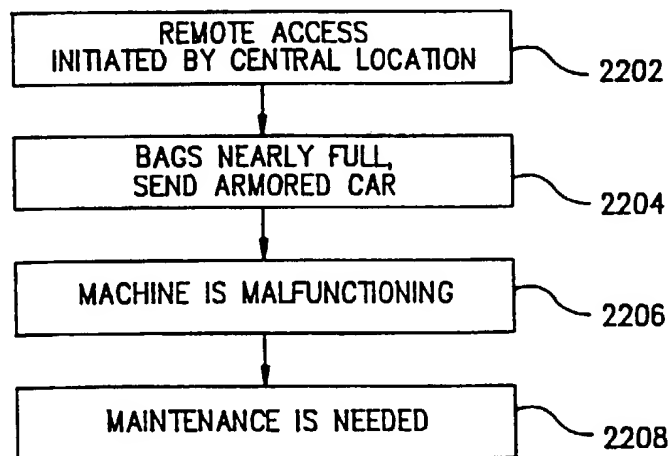 REMOTE ACCESS
INITIATED BY CENTRAL LOCATION
2202
BAGS NEARLY FULL,
SEND ARMORED CAR
2204
MACHINE IS MALFUNCTIONING
2206
MAINTENANCE IS NEEDED
2208